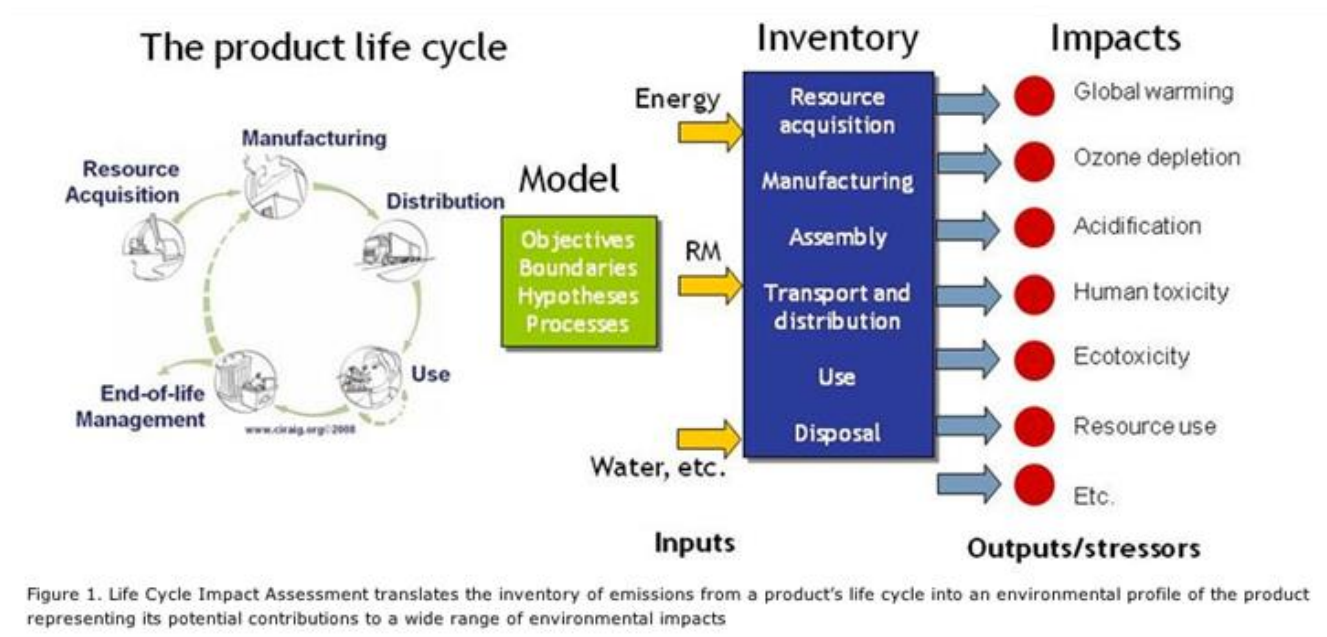 The product life cycle
Manufacturing
Resource
Acquisition
Distribution
Use
End-of-life
Management
www.ciraig.org©2008
Model
Objectives
Boundaries
Hypotheses
Processes
Energy
RM
Water, etc.
Inputs
Inventory
Resource
acquisition
Manufacturing
Assembly
Transport and
distribution
Use
Disposal
Impacts
Global warming
Ozone depletion
Acidification
Human toxicity
Ecotoxicity
Resource use
Etc.
Outputs/stressors
Figure 1. Life Cycle Impact Assessment translates the inventory of emissions from a product's life cycle into an environmental profile of the product
representing its potential contributions to a wide range of environmental impacts